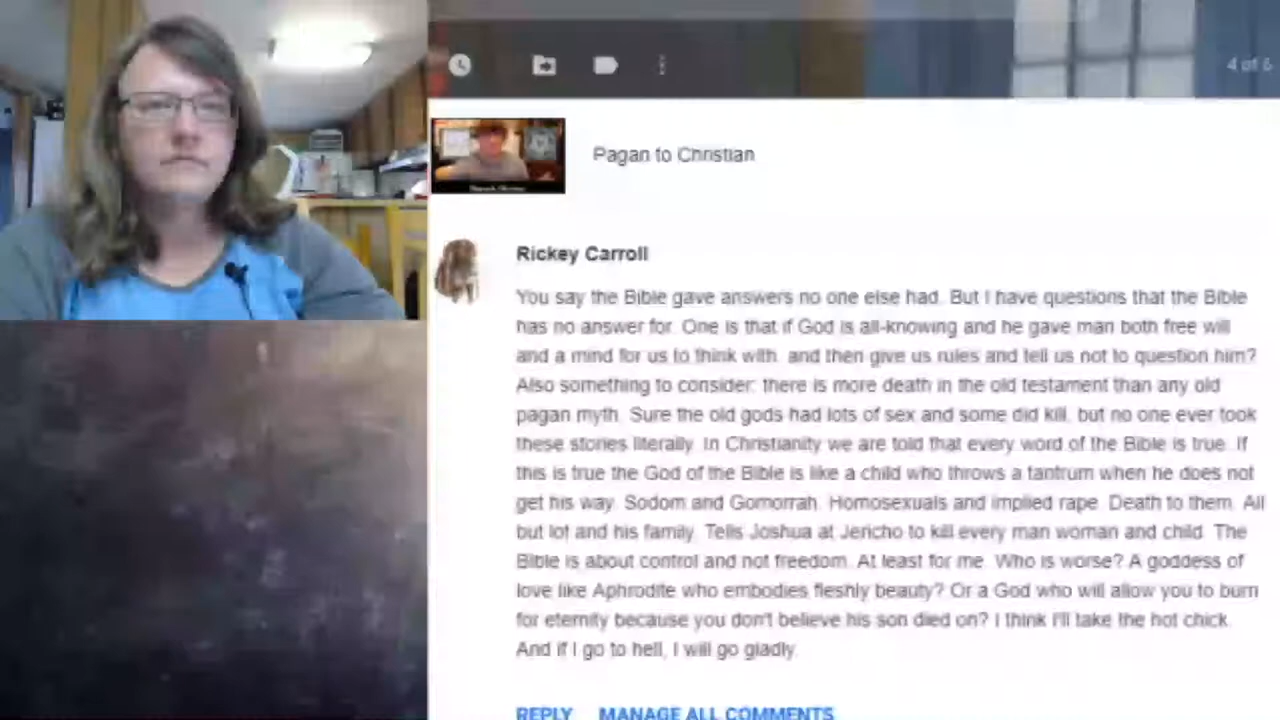 4 of 6
Pagan to Christian
Rickey Carroll
You say the Bible gave answers no one else had. But I have questions that the Bible
has no answer for. One is that if God is all-knowing and he gave man both free will
and a mind for us to think with. and then give us rules and tell us not to question him?
Also something to consider: there is more death in the old testament than any old
pagan myth. Sure the old gods had lots of sex and some did kill, but no one ever took
these stories literally. In Christianity we are told that every word of the Bible is true. If
this is true the God of the Bible is like a child who throws a tantrum when he does not
get his way. Sodom and Gomorrah. Homosexuals and implied rape. Death to them. All
but lot and his family. Tells Joshua at Jericho to kill every man woman and child. The
Bible is about control and not freedom. At least for me. Who is worse? A goddess of
love like Aphrodite who embodies fleshly beauty? Or a God who will allow you to burn
for eternity because you don't believe his son died on? I think I'll take the hot chick.
And if I go to hell, I will go gladly.
REPLY MANAGE ALL COMMENTS